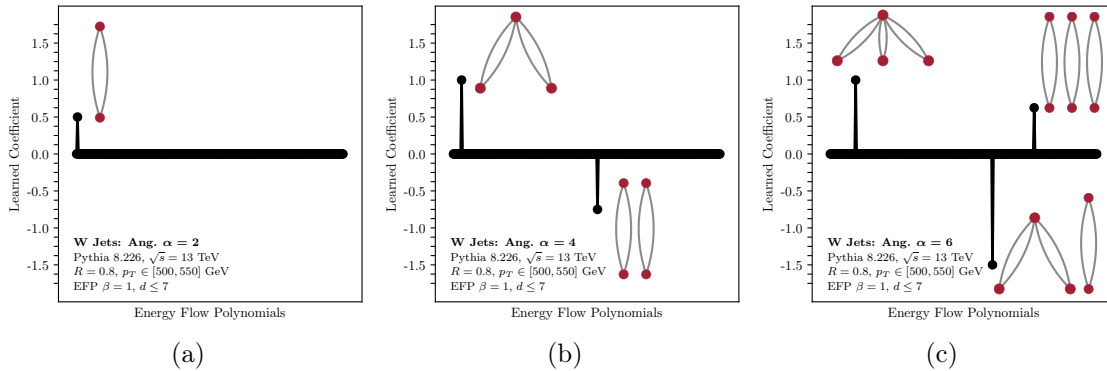 1.5
1.0
0.5
0.0
-0.5
-1.0
-1.5
Learned Coefficient
W Jets: Ang. α = 2
Pythia 8.226, √s = 13 TeV
R = 0.8, p_T ∈ [500, 550] GeV
EFP β = 1, d ≤ 7
Energy Flow Polynomials
(a)
1.5
1.0
0.5
0.0
-0.5
-1.0
-1.5
Learned Coefficient
W Jets: Ang. α = 4
Pythia 8.226, √s = 13 TeV
R = 0.8, p_T ∈ [500, 550] GeV
EFP β = 1, d ≤ 7
Energy Flow Polynomials
(b)
1.5
1.0
0.5
0.0
-0.5
-1.0
-1.5
Learned Coefficient
W Jets: Ang. α = 6
Pythia 8.226, √s = 13 TeV
R = 0.8, p_T ∈ [500, 550] GeV
EFP β = 1, d ≤ 7
Energy Flow Polynomials
(c)